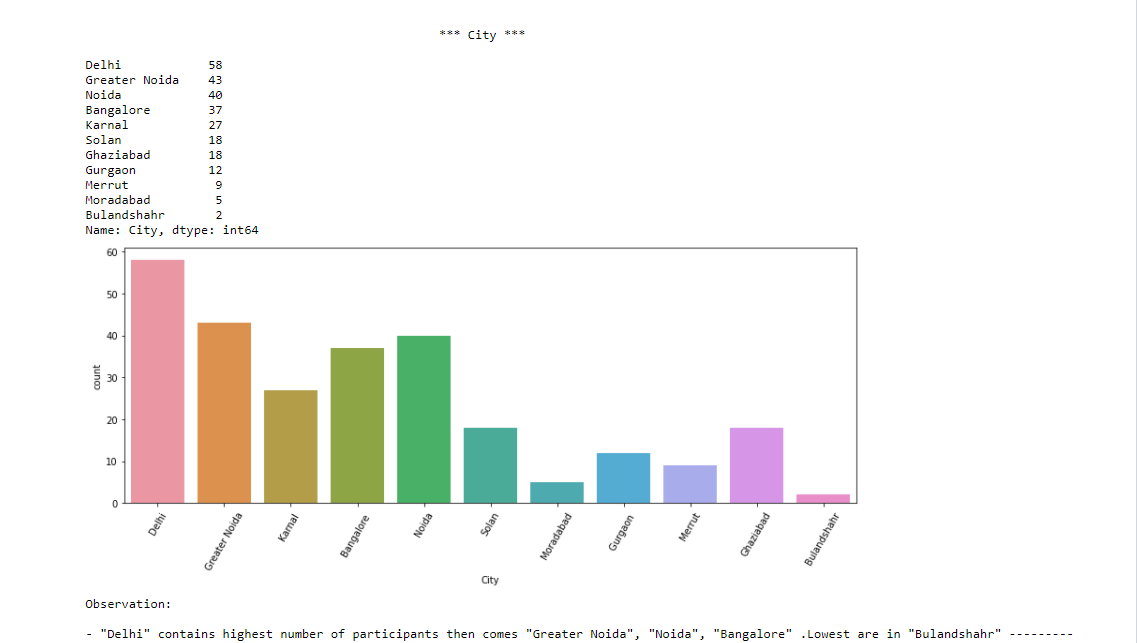 *** City ***
Delhi 58
Greater Noida 43
Noida 40
Bangalore 37
Karnal 27
Solan 18
Ghaziabad 18
Gurgaon 12
Merrut 9
Moradabad 5
Bulandshahr 2
Name: City, dtype: int64
60
50
40
30
20
10
0
count
Delhi
Greater Noida
Karnal
Bangalore
Noida
Solan
Moradabad
Gurgaon
Merrut
Ghaziabad
Bulandshahr
City
Observation:
- "Delhi" contains highest number of participants then comes "Greater Noida", "Noida", "Bangalore" .Lowest are in "Bulandshahr" ---------